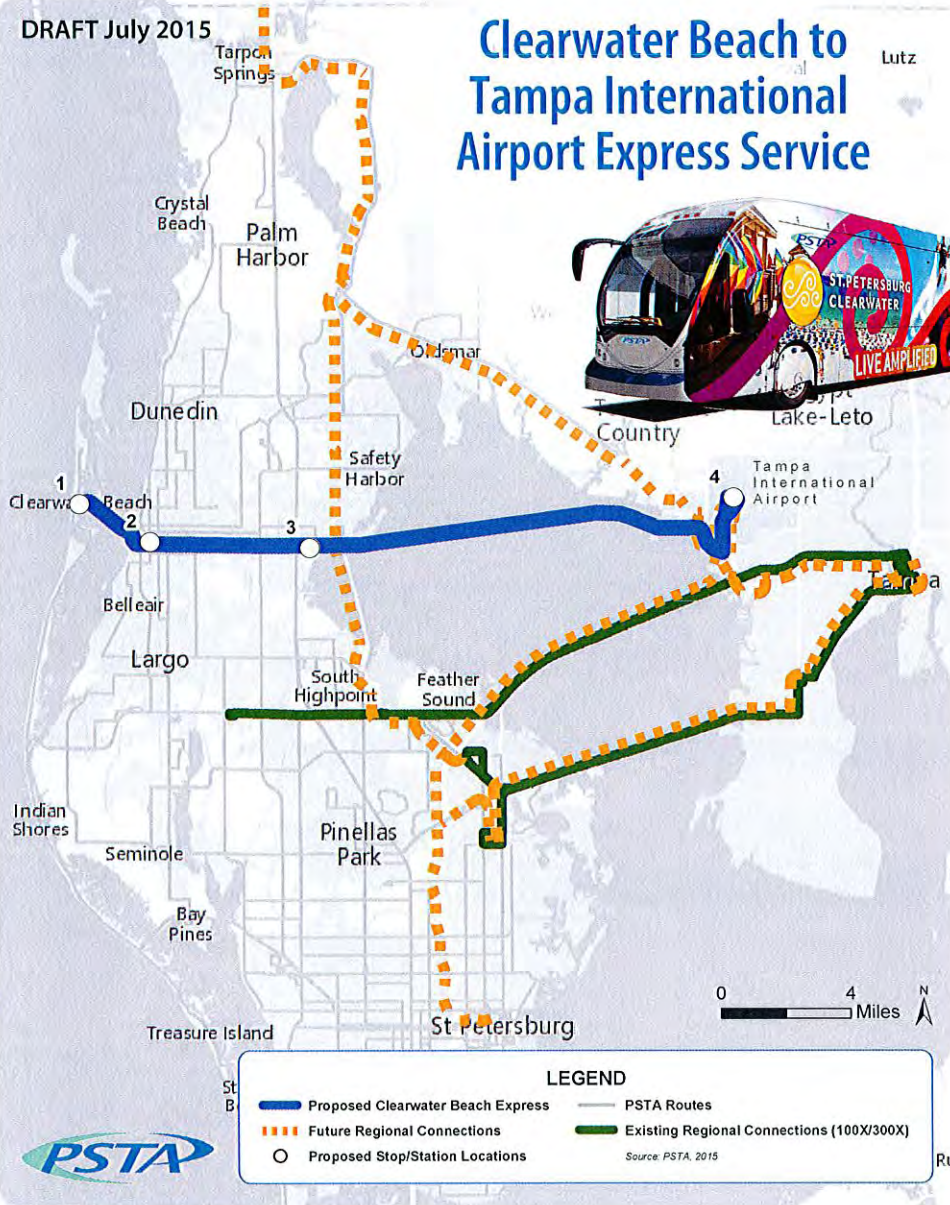 DRAFT July 2015
Clearwater Beach to
Tampa International
Airport Express Service
Lutz
Tarpon
Springs
Crystal
Beach
Palm
Harbor
PSTA
ST.PETERSBURG
CLEARWATER
LIVE AMPLIFIED
PSTA
Oldsmar
Lake-Leto
Country
Dunedin
Safety
Harbor
Tampa
International
Airport
1
2
3
4
Beach
Tampa
Belleair
Largo
South
Highpoint
Feather
Sound
Indian
Shores
Seminole
Pinellas
Park
Bay
Pines
Treasure Island
St Petersburg
0 4
Miles
N
LEGEND
Proposed Clearwater Beach Express
Future Regional Connections
Proposed Stop/Station Locations
PSTA Routes
Existing Regional Connections (100X/300X)
Source: PSTA, 2015
PSTA